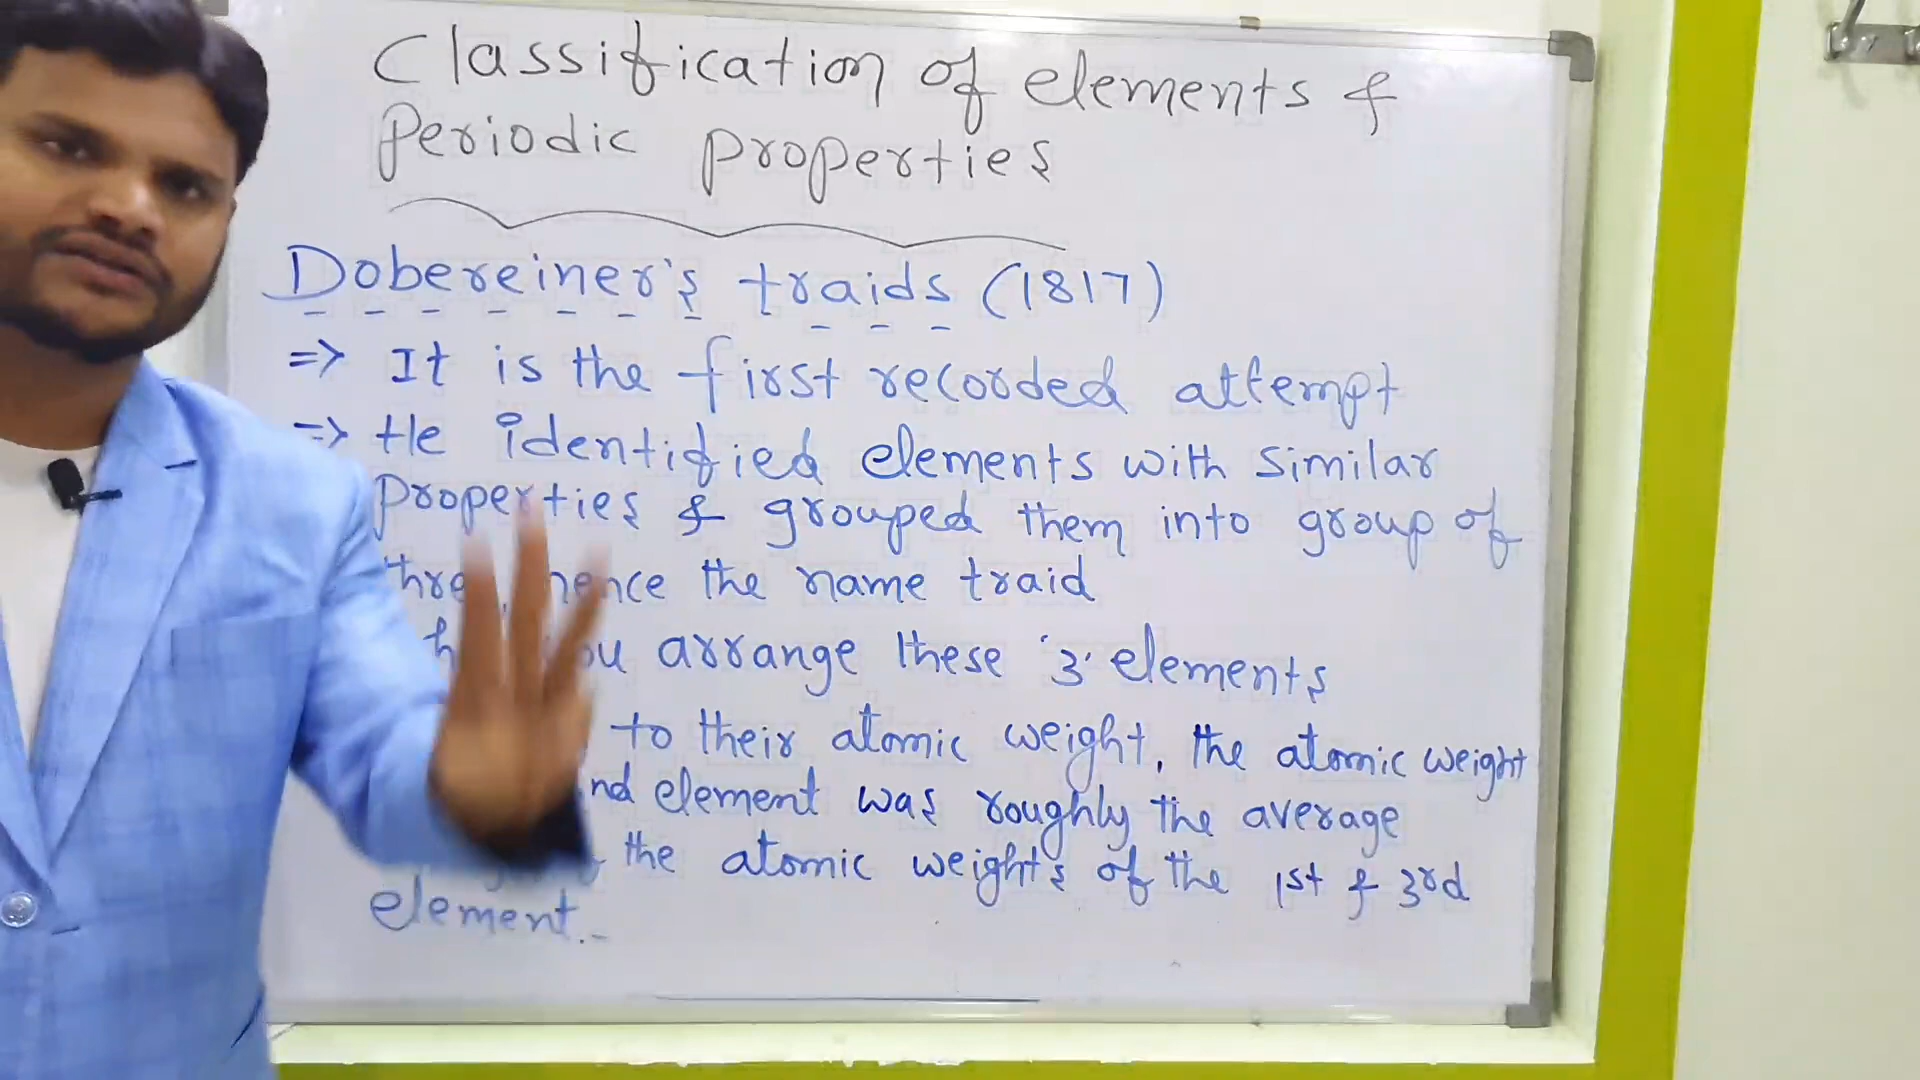 Classification of elements &
Periodic properties
Dobereiner's traids (1817)
=> It is the first recorded attempt
=> He identified elements with similar
properties & grouped them into group of
hence the name traid
arrange these '3' elements
to their atomic weight, the atomic weight
element was roughly the average
the atomic weights of the 1st & 3rd
element.-